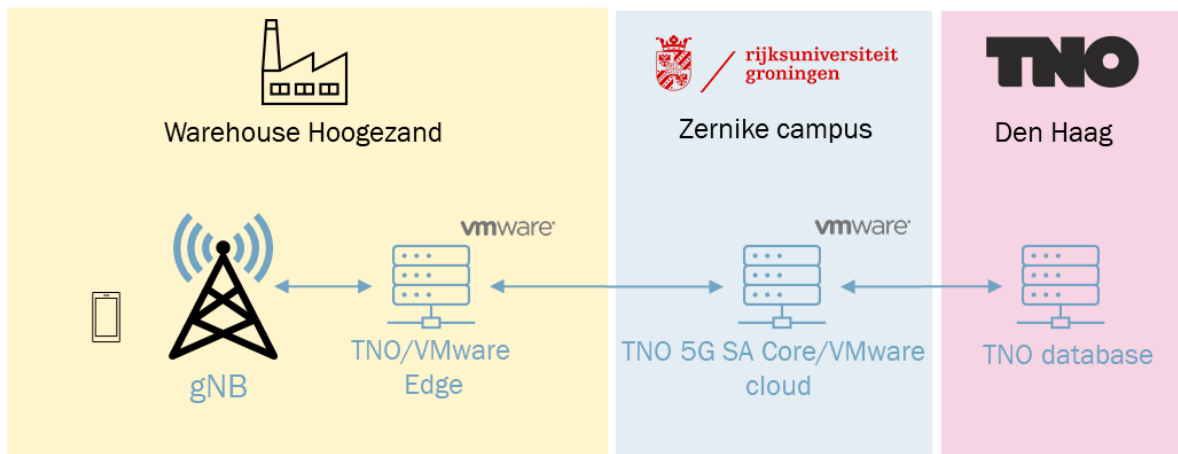 Warehouse Hoogezand
rijksuniversiteit
groningen
Zernike campus
TNO
Den Haag
vmware
vmware
gNB
TNO/VMware
Edge
TNO 5G SA Core/VMware
cloud
TNO database